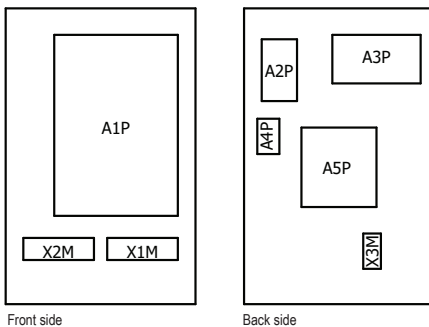 A1P
X2M
X1M
Front side
A2P
A3P
A4P
A5P
X3M
Back side